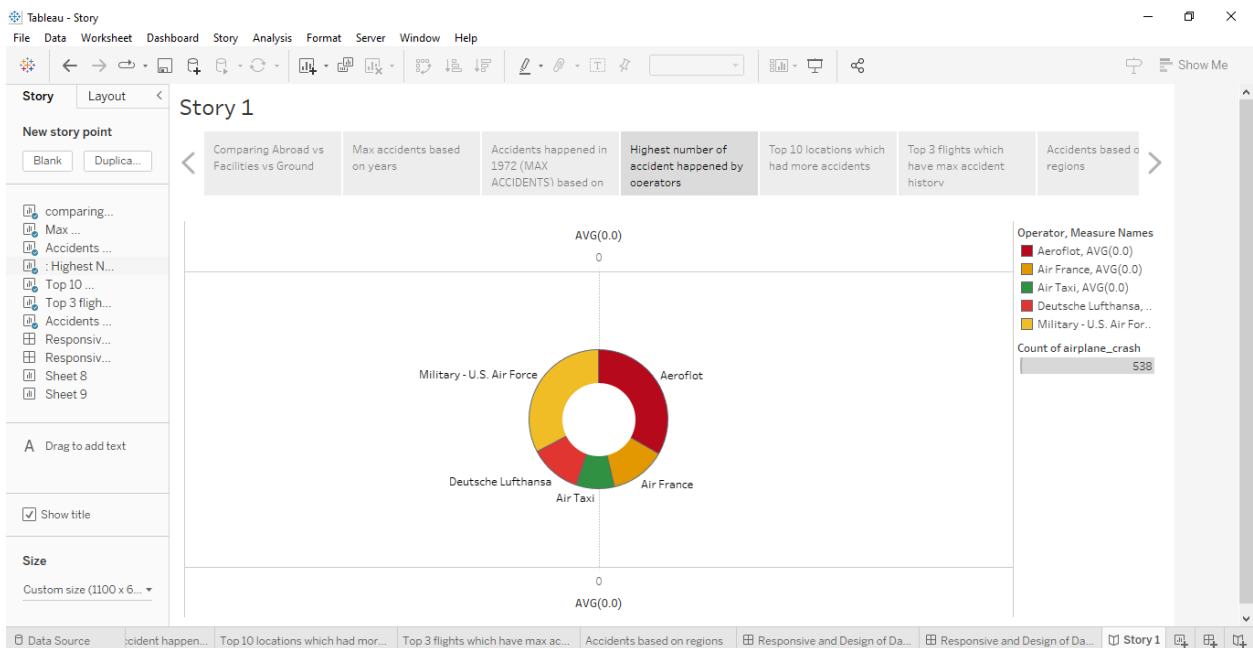 Tableau - Story
File Data Worksheet Dashboard Story Analysis Format Server Window Help
Show Me
Story Layout
New story point
Blank Duplica...
comparing...
Max ...
Accidents ...
: Highest N...
Top 10 ...
Top 3 fligh...
Accidents ...
Responsiv...
Responsiv...
Sheet 8
Sheet 9
A Drag to add text
Show title
Size
Custom size (1100 x 6...
Story 1
Comparing Abroad vs
Facilities vs Ground
Max accidents based
on years
Accidents happened in
1972 (MAX
ACCIDENTS) based on
Highest number of
accident happened by
operators
Top 10 locations which
had more accidents
Top 3 flights which
have max accident
history
Accidents based o
regions
AVG(0.0)
0
Military - U.S. Air Force
Aeroflot
Deutsche Lufthansa
Air Taxi
Air France
0
AVG(0.0)
Operator, Measure Names
Aeroflot, AVG(0.0)
Air France, AVG(0.0)
Air Taxi, AVG(0.0)
Deutsche Lufthansa, ..
Military - U.S. Air For..
Count of airplane_crash
538
Data Source
ccident happen...
Top 10 locations which had mor...
Top 3 flights which have max ac...
Accidents based on regions
Responsive and Design of Da...
Responsive and Design of Da...
Story 1